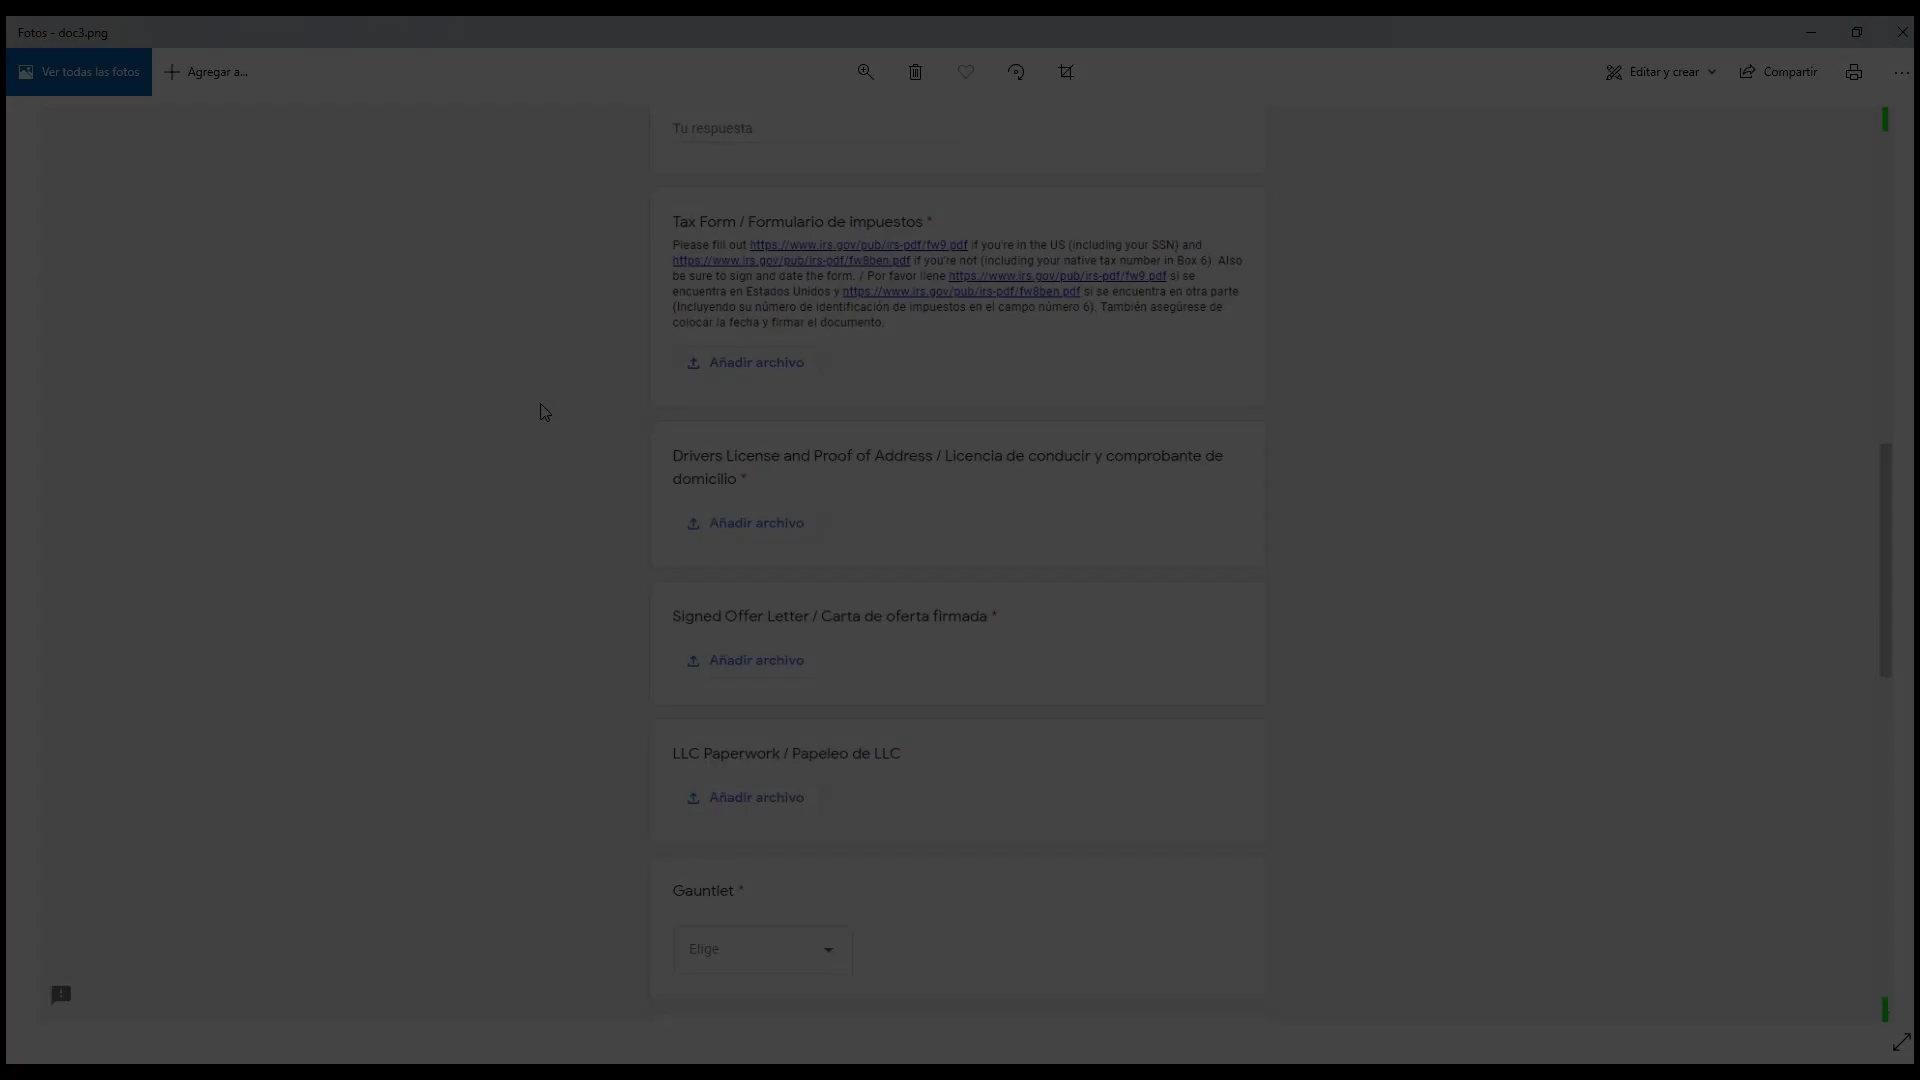 Fotos - doc3.png
Ver todas las fotos
Agregar a...
Editar y crear
Compartir
Tu respuesta
Tax Form / Formulario de impuestos *
Please fill out https://www.irs.gov/pub/irs-pdf/fw9.pdf if you're in the US (including your SSN) and
https://www.irs.gov/pub/irs-pdf/fw8ben.pdf if you're not (including your native tax number in Box 6). Also
be sure to sign and date the form. / Por favor llene https://www.irs.gov/pub/irs-pdf/fw9.pdf si se
encuentra en Estados Unidos y https://www.irs.gov/pub/irs-pdf/fw8ben.pdf si se encuentra en otra parte
(Incluyendo su número de identificación de impuestos en el campo número 6). También asegúrese de
colocar la fecha y firmar el documento.
Añadir archivo
Drivers License and Proof of Address / Licencia de conducir y comprobante de
domicilio *
Añadir archivo
Signed Offer Letter / Carta de oferta firmada *
Añadir archivo
LLC Paperwork / Papeleo de LLC
Añadir archivo
Gauntlet *
Elige